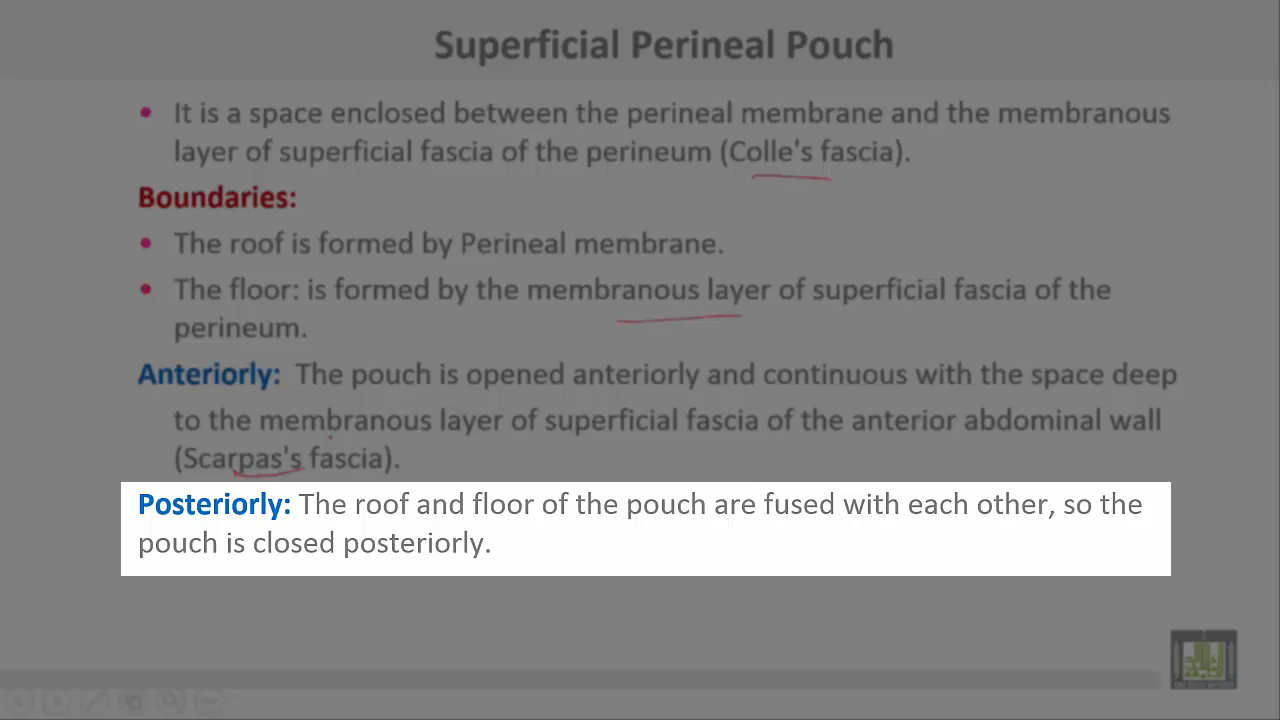 Superficial Perineal Pouch
• It is a space enclosed between the perineal membrane and the membranous
layer of superficial fascia of the perineum (Colle's fascia).
Boundaries:
• The roof is formed by Perineal membrane.
• The floor: is formed by the membranous layer of superficial fascia of the
perineum.
Anteriorly: The pouch is opened anteriorly and continuous with the space deep
to the membranous layer of superficial fascia of the anterior abdominal wall
(Scarpas's fascia).
Posteriorly: The roof and floor of the pouch are fused with each other, so the
pouch is closed posteriorly.